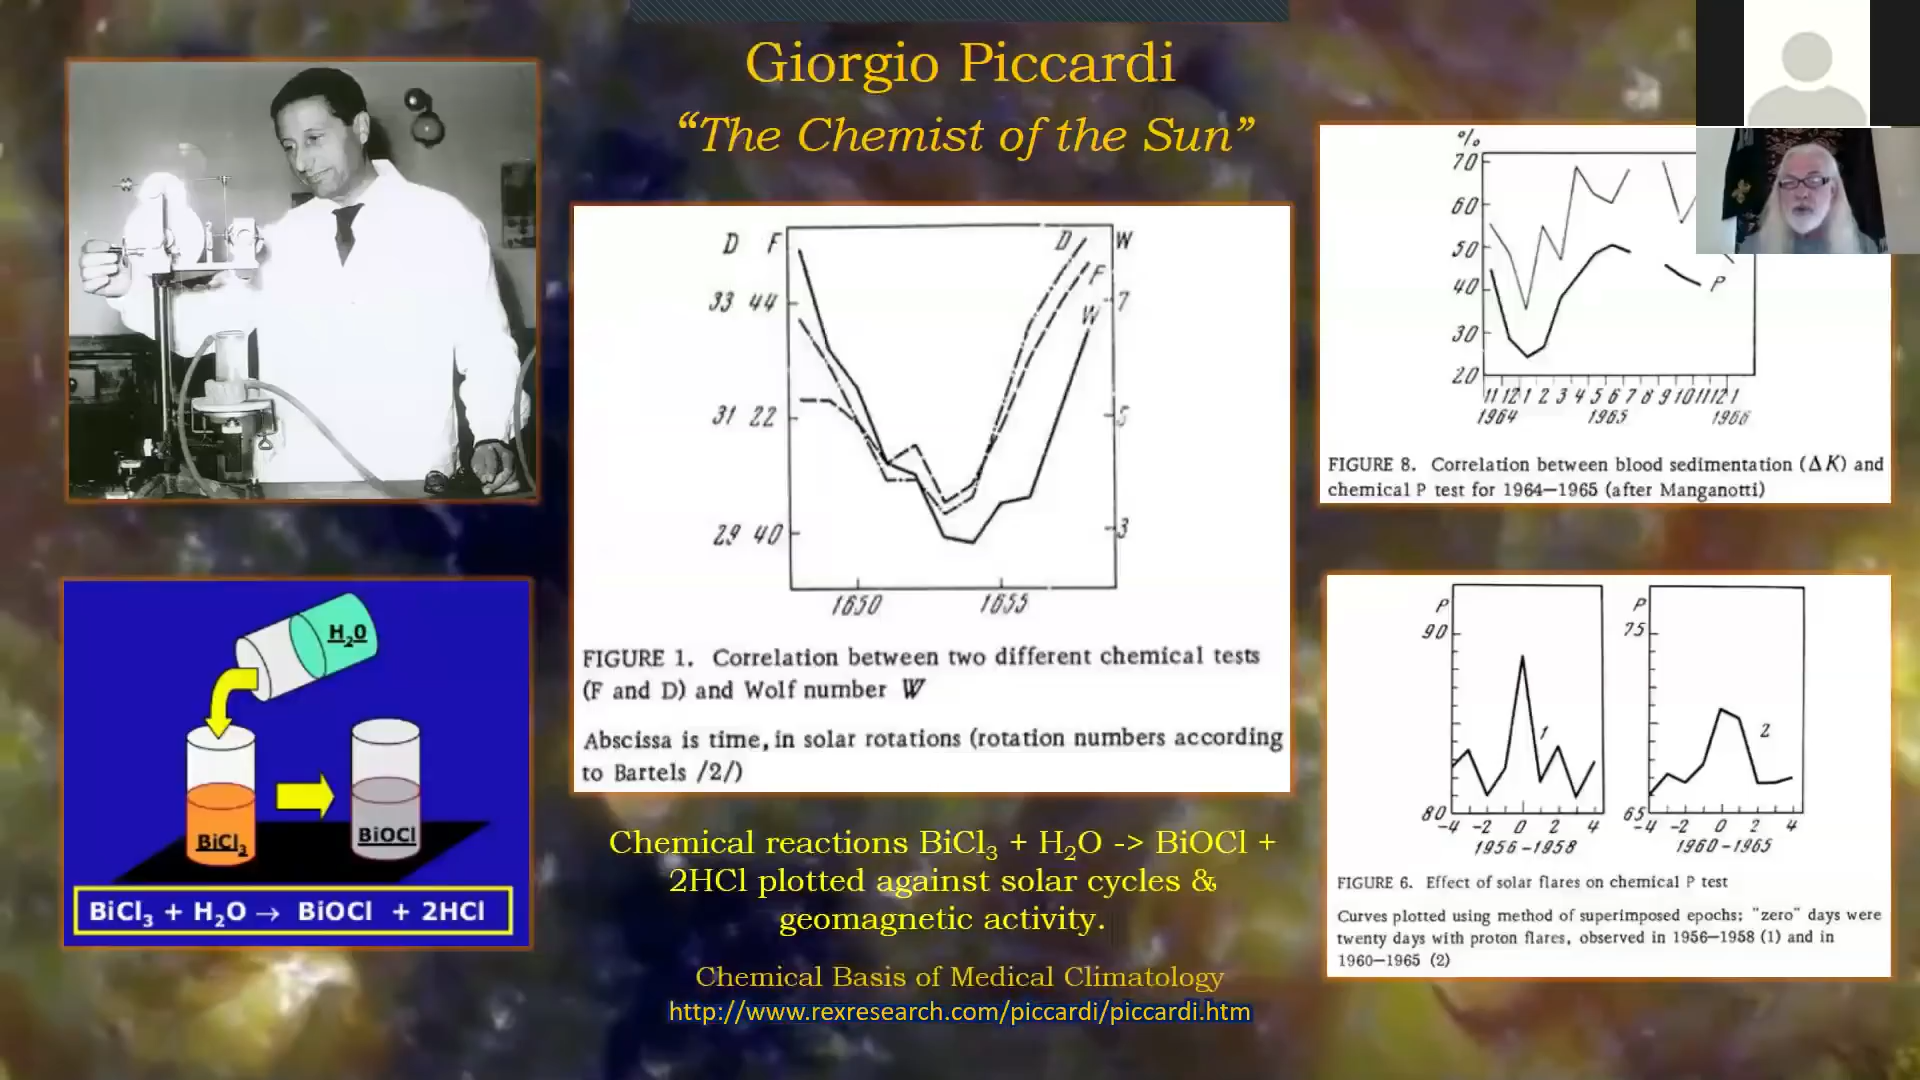 Giorgio Piccardi
“The Chemist of the Sun”
D F
D
F
W
W
33 44
7
31 22
5
29 40
3
1650
1655
FIGURE 1. Correlation between two different chemical tests
(F and D) and Wolf number W
Abscissa is time, in solar rotations (rotation numbers according
to Bartels /2/)
%
70
60
50
40
30
20
P
11 12 1 2 3 4 5 6 7 8 9 10 11 12 1
1964 1965 1966
FIGURE 8. Correlation between blood sedimentation (ΔK) and
chemical P test for 1964—1965 (after Manganotti)
H₂O
BiCl₃
BiOCl
BiCl₃ + H₂O → BiOCl + 2HCl
P
90
80
1
-4 -2 0 2 4
1956 -1958
P
75
65
2
-4 -2 0 2 4
1960 -1965
FIGURE 6. Effect of solar flares on chemical P test
Curves plotted using method of superimposed epochs; "zero" days were
twenty days with proton flares, observed in 1956—1958 (1) and in
1960—1965 (2)
Chemical reactions BiCl₃ + H₂O -> BiOCl +
2HCl plotted against solar cycles &
geomagnetic activity.
Chemical Basis of Medical Climatology
http://www.rexresearch.com/piccardi/piccardi.htm